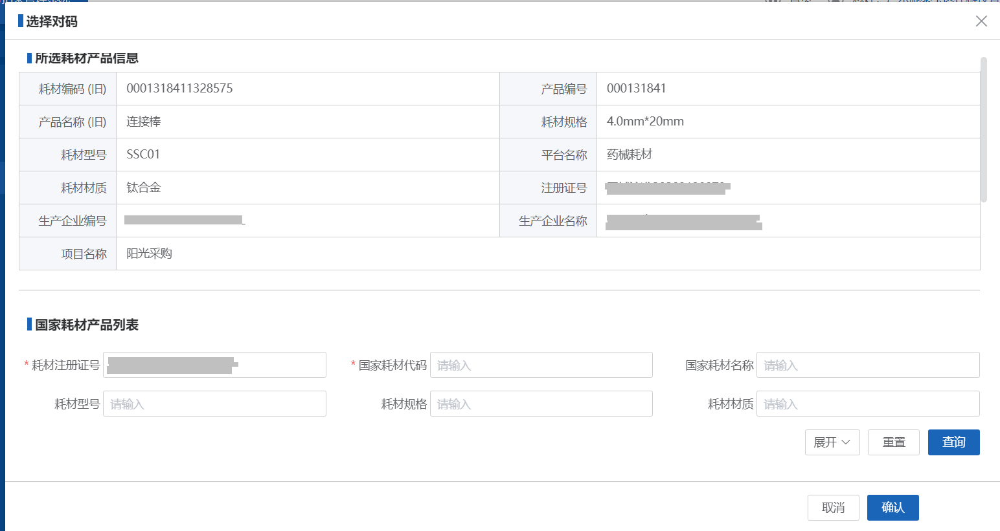 选择对码
所选耗材产品信息
耗材编码 (旧) 0001318411328575 产品编号 000131841
产品名称 (旧) 连接棒 耗材规格 4.0mm*20mm
耗材型号 SSC01 平台名称 药械耗材
耗材材质 钛合金 注册证号
生产企业编号 生产企业名称
项目名称 阳光采购
国家耗材产品列表
* 耗材注册证号 * 国家耗材代码 请输入 国家耗材名称 请输入
耗材型号 请输入 耗材规格 请输入 耗材材质 请输入
展开 重置 查询
取消 确认